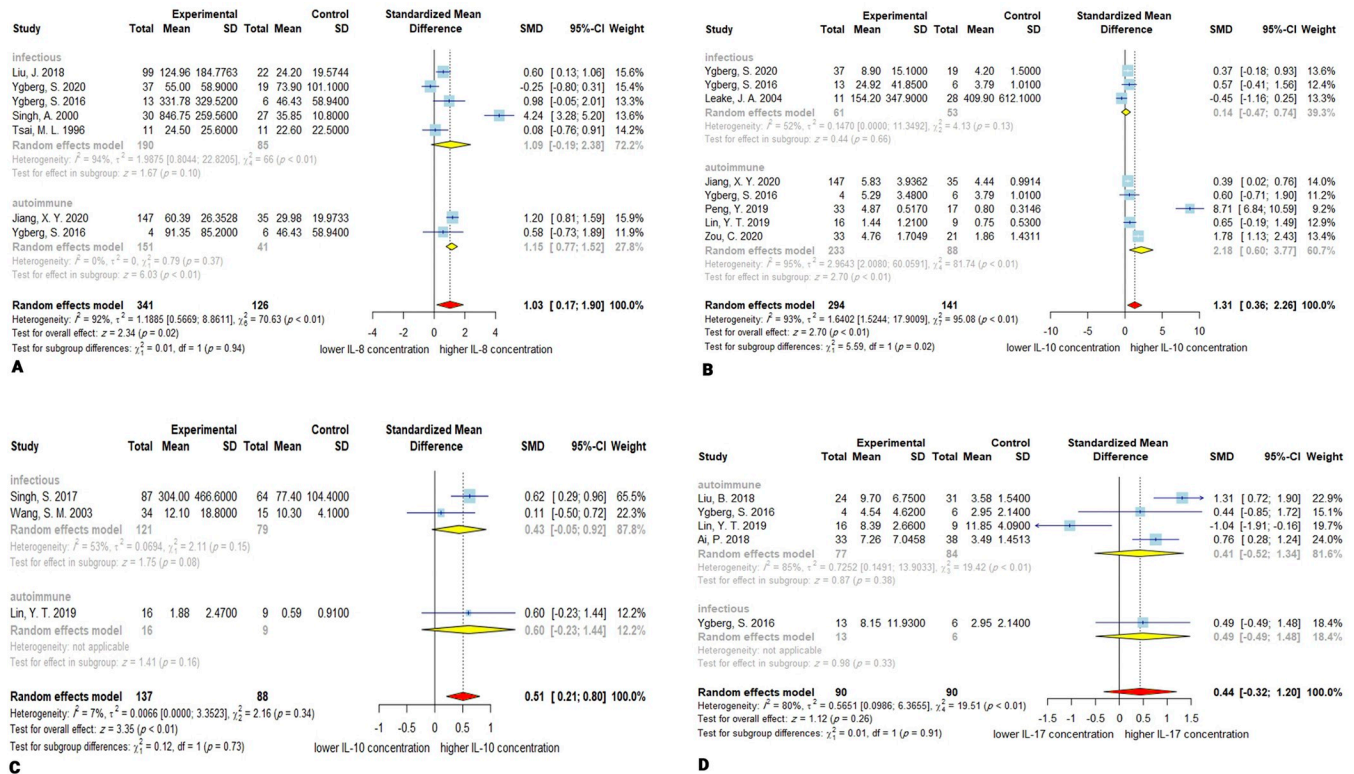 Experimental Control Standardized Mean
Study Total Mean SD Total Mean SD Difference SMD 95%-CI Weight
infectious
Liu, J. 2018 99 124.96 184.7763 22 24.20 19.5744 0.60 [ 0.13; 1.06] 15.6%
Ygberg, S. 2020 37 55.00 58.9000 19 73.90 101.1000 -0.25 [-0.80; 0.31] 15.4%
Ygberg, S. 2016 13 331.78 329.5200 6 46.43 58.9400 0.98 [-0.05; 2.01] 13.9%
Singh, A. 2000 30 846.75 259.5600 27 35.85 10.8000 4.24 [ 3.28; 5.20] 13.6%
Tsai, M. L. 1996 11 24.50 25.6000 11 22.60 22.5000 0.08 [-0.76; 0.91] 14.2%
Random effects model 190 85 1.09 [-0.19; 2.38] 72.2%
Heterogeneity: I² = 94%, τ² = 1.9875 [0.8044; 22.8205], χ²₄ = 66 (p < 0.01)
Test for effect in subgroup: z = 1.67 (p = 0.10)
autoimmune
Jiang, X. Y. 2020 147 60.39 26.3528 35 29.98 19.9733 1.20 [ 0.81; 1.59] 15.9%
Ygberg, S. 2016 4 91.35 85.2000 6 46.43 58.9400 0.58 [-0.73; 1.89] 11.9%
Random effects model 151 41 1.15 [ 0.77; 1.52] 27.8%
Heterogeneity: I² = 0%, τ² = 0, χ²₁ = 0.79 (p = 0.37)
Test for effect in subgroup: z = 6.03 (p < 0.01)
Random effects model 341 126 1.03 [ 0.17; 1.90] 100.0%
Heterogeneity: I² = 92%, τ² = 1.1885 [0.5669; 8.8611], χ²₆ = 70.63 (p < 0.01)
Test for overall effect: z = 2.34 (p = 0.02)
Test for subgroup differences: χ²₁ = 0.01, df = 1 (p = 0.94)
-4 -2 0 2 4
lower IL-8 concentration higher IL-8 concentration
A
Experimental Control Standardized Mean
Study Total Mean SD Total Mean SD Difference SMD 95%-CI Weight
infectious
Ygberg, S. 2020 37 8.90 15.1000 19 4.20 1.5000 0.37 [-0.18; 0.93] 13.7%
Ygberg, S. 2016 13 24.92 41.8500 6 3.79 1.0100 0.57 [-0.41; 1.56] 12.4%
Leake, J. A. 2004 11 154.20 347.9000 28 409.90 612.1000 -0.45 [-1.16; 0.25] 13.3%
Random effects model 61 53 0.14 [-0.47; 0.74] 39.3%
Heterogeneity: I² = 52%, τ² = 0.1470 [0.0000; 11.3492], χ²₂ = 4.13 (p = 0.13)
Test for effect in subgroup: z = 0.44 (p = 0.66)
autoimmune
Jiang, X. Y. 2020 147 5.83 3.9362 35 4.44 0.9914 0.39 [ 0.02; 0.76] 14.0%
Ygberg, S. 2016 4 5.29 3.4800 6 3.79 1.0100 0.60 [-0.71; 1.90] 11.2%
Peng, Y. 2019 33 4.87 0.5170 17 0.80 0.3146 8.71 [ 6.84; 10.59] 9.2%
Lin, Y. T. 2019 16 1.44 1.2100 9 0.75 0.5300 0.65 [-0.19; 1.49] 12.9%
Zou, C. 2020 33 4.76 1.7049 21 1.86 1.4311 1.78 [ 1.13; 2.43] 13.4%
Random effects model 233 88 2.18 [ 0.60; 3.77] 60.7%
Heterogeneity: I² = 95%, τ² = 2.9643 [2.0080; 60.0591], χ²₄ = 81.74 (p < 0.01)
Test for effect in subgroup: z = 2.70 (p < 0.01)
Random effects model 294 141 1.31 [ 0.36; 2.26] 100.0%
Heterogeneity: I² = 93%, τ² = 1.6402 [1.5244; 17.9009], χ²₇ = 95.08 (p < 0.01)
Test for overall effect: z = 2.70 (p < 0.01)
Test for subgroup differences: χ²₁ = 5.59, df = 1 (p = 0.02)
-10 -5 0 5 10
lower IL-10 concentration higher IL-10 concentration
B
Experimental Control Standardized Mean
Study Total Mean SD Total Mean SD Difference SMD 95%-CI Weight
infectious
Singh, S. 2017 87 304.00 466.6000 64 77.40 104.4000 0.62 [ 0.29; 0.96] 65.5%
Wang, S. M. 2003 34 12.10 18.8000 15 10.30 4.1000 0.11 [-0.50; 0.72] 22.3%
Random effects model 121 79 0.43 [-0.05; 0.92] 87.8%
Heterogeneity: I² = 53%, τ² = 0.0694, χ²₁ = 2.11 (p = 0.15)
Test for effect in subgroup: z = 1.75 (p = 0.08)
autoimmune
Lin, Y. T. 2019 16 1.88 2.4700 9 0.59 0.9100 0.60 [-0.23; 1.44] 12.2%
Random effects model 16 9 0.60 [-0.23; 1.44] 12.2%
Heterogeneity: not applicable
Test for effect in subgroup: z = 1.41 (p = 0.16)
Random effects model 137 88 0.51 [ 0.21; 0.80] 100.0%
Heterogeneity: I² = 7%, τ² = 0.0066 [0.0000; 3.3523], χ²₂ = 2.16 (p = 0.34)
Test for overall effect: z = 3.35 (p < 0.01)
Test for subgroup differences: χ²₁ = 0.12, df = 1 (p = 0.73)
-1 -0.5 0 0.5 1
lower IL-10 concentration higher IL-10 concentration
C
Experimental Control Standardized Mean
Study Total Mean SD Total Mean SD Difference SMD 95%-CI Weight
autoimmune
Liu, B. 2018 24 9.70 6.7500 31 3.58 1.5400 1.31 [ 0.72; 1.90] 22.9%
Ygberg, S. 2016 4 4.54 4.6200 6 2.95 2.1400 0.44 [-0.85; 1.72] 15.1%
Lin, Y. T. 2019 16 8.39 2.6600 9 11.85 4.0900 -1.04 [-1.91; -0.16] 19.7%
Ai, P. 2018 33 7.26 7.0458 38 3.49 1.4513 0.76 [ 0.28; 1.24] 24.0%
Random effects model 77 84 0.41 [-0.52; 1.34] 81.6%
Heterogeneity: I² = 85%, τ² = 0.7252 [0.1491; 13.9033], χ²₃ = 19.42 (p < 0.01)
Test for effect in subgroup: z = 0.87 (p = 0.38)
infectious
Ygberg, S. 2016 13 8.15 11.9300 6 2.95 2.1400 0.49 [-0.49; 1.48] 18.4%
Random effects model 13 6 0.49 [-0.49; 1.48] 18.4%
Heterogeneity: not applicable
Test for effect in subgroup: z = 0.98 (p = 0.33)
Random effects model 90 90 0.44 [-0.32; 1.20] 100.0%
Heterogeneity: I² = 80%, τ² = 0.5651 [0.0986; 6.3655], χ²₄ = 19.51 (p < 0.01)
Test for overall effect: z = 1.12 (p = 0.26)
Test for subgroup differences: χ²₁ = 0.01, df = 1 (p = 0.91)
-1.5 -1 -0.5 0 0.5 1 1.5
lower IL-17 concentration higher IL-17 concentration
D